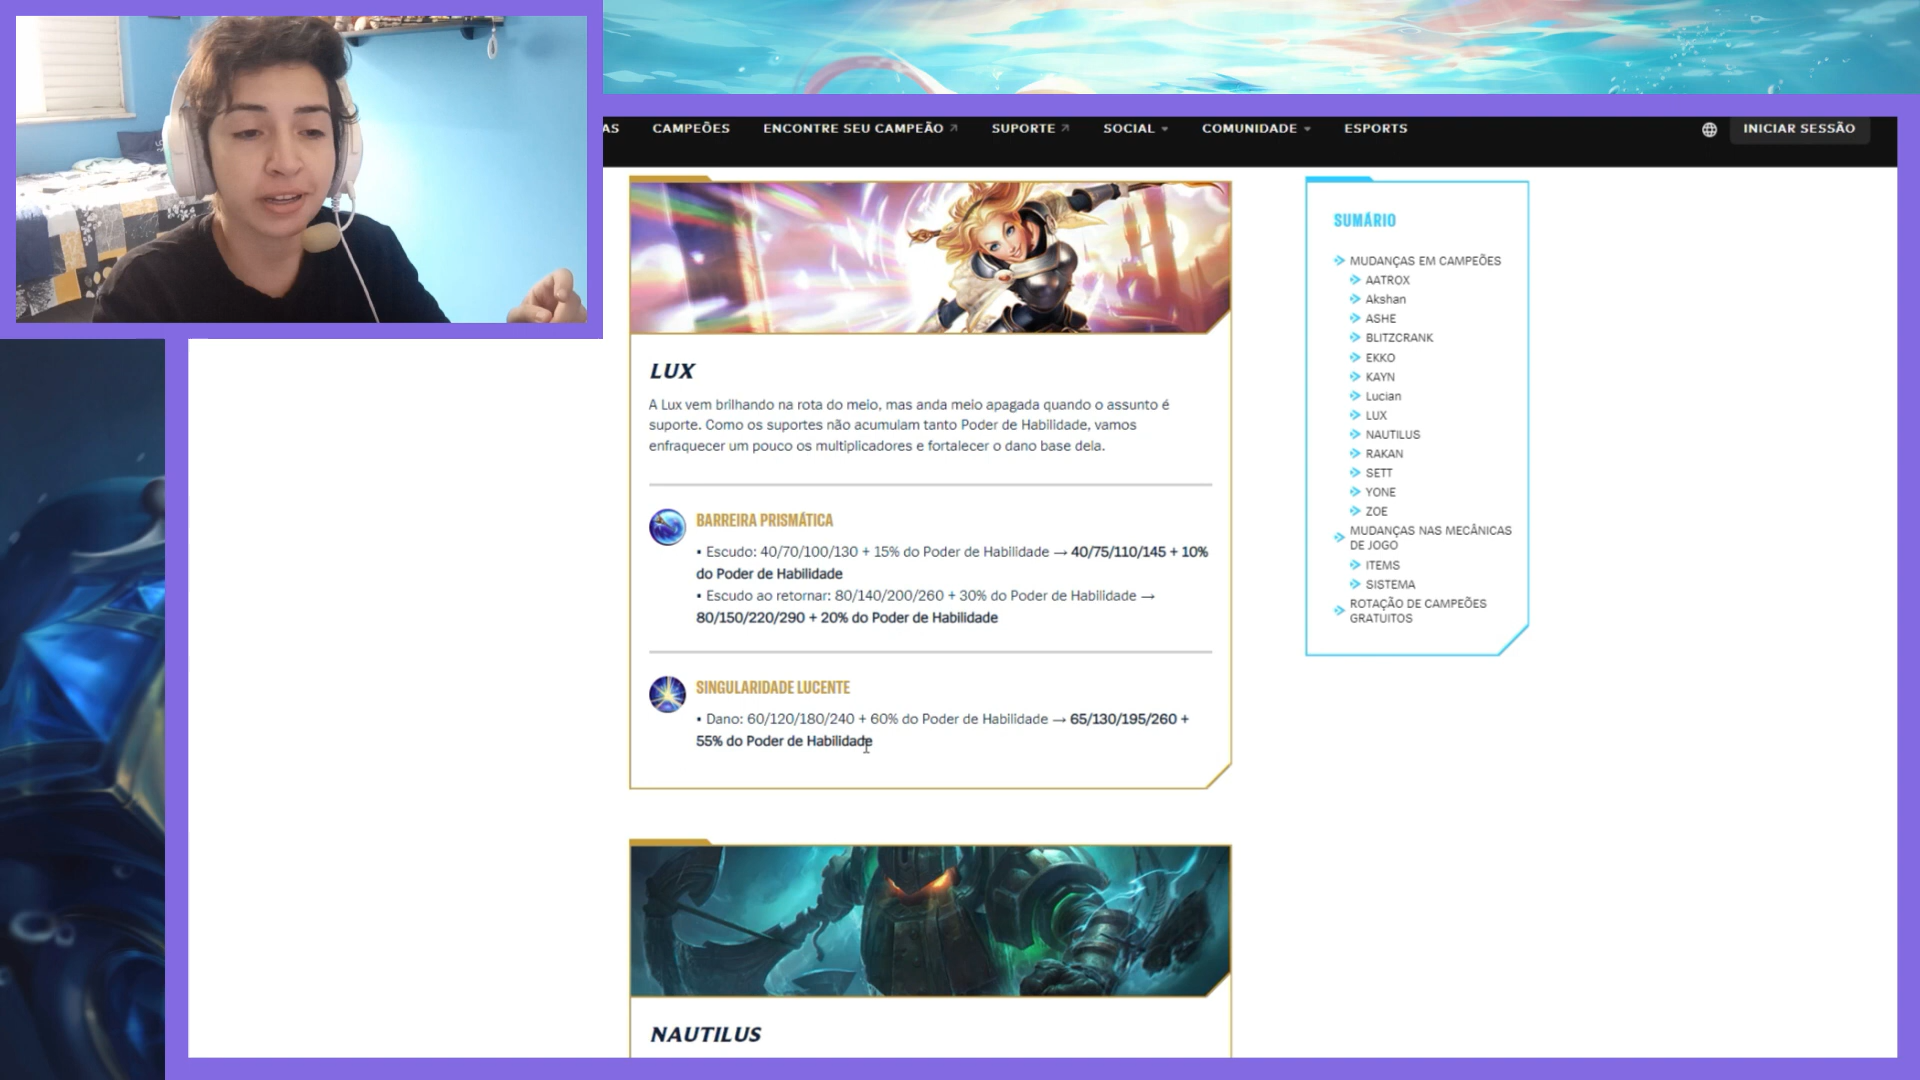 AS CAMPEÕES ENCONTRE SEU CAMPEÃO SUPORTE SOCIAL COMUNIDADE ESPORTS INICIAR SESSÃO
LUX
A Lux vem brilhando na rota do meio, mas anda meio apagada quando o assunto é
suporte. Como os suportes não acumulam tanto Poder de Habilidade, vamos
enfraquecer um pouco os multiplicadores e fortalecer o dano base dela.
BARREIRA PRISMÁTICA
• Escudo: 40/70/100/130 + 15% do Poder de Habilidade → 40/75/110/145 + 10%
do Poder de Habilidade
• Escudo ao retornar: 80/140/200/260 + 30% do Poder de Habilidade →
80/150/220/290 + 20% do Poder de Habilidade
SINGULARIDADE LUCENTE
• Dano: 60/120/180/240 + 60% do Poder de Habilidade → 65/130/195/260 +
55% do Poder de Habilidade
NAUTILUS
SUMÁRIO
MUDANÇAS EM CAMPEÕES
AATROX
Akshan
ASHE
BLITZCRANK
EKKO
KAYN
Lucian
LUX
NAUTILUS
RAKAN
SETT
YONE
ZOE
MUDANÇAS NAS MECÂNICAS
DE JOGO
ITEMS
SISTEMA
ROTAÇÃO DE CAMPEÕES
GRATUITOS